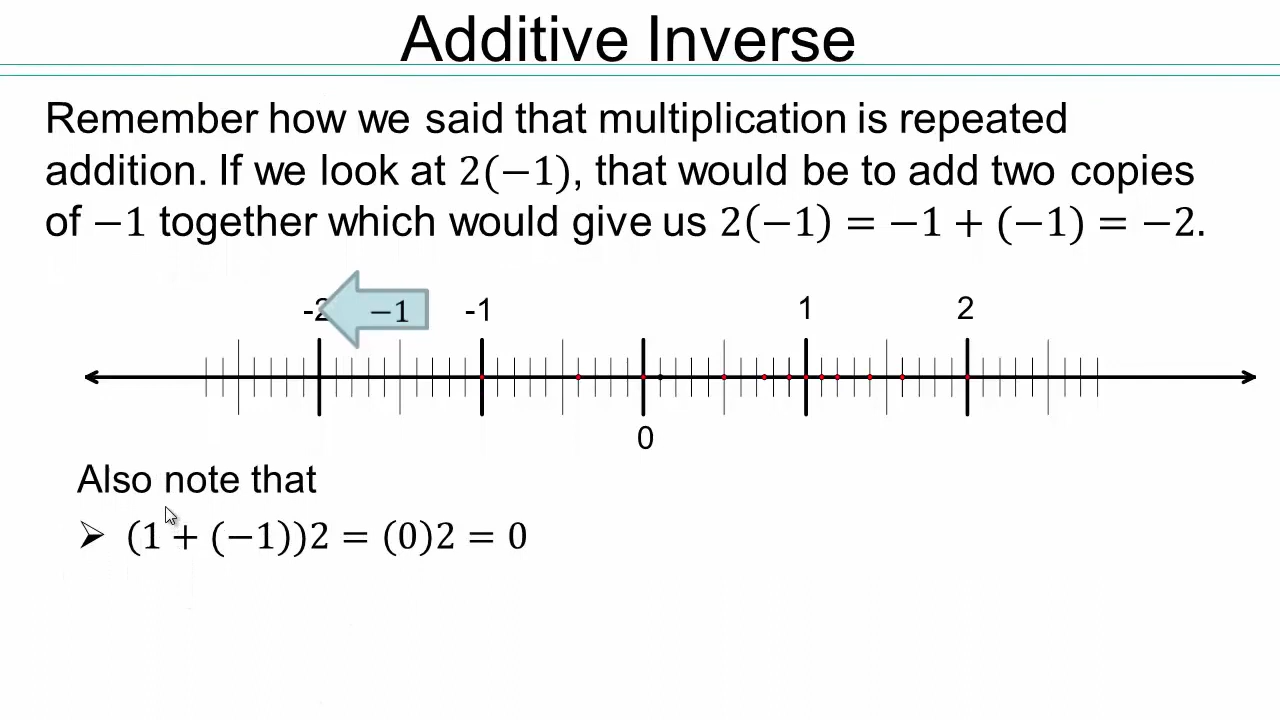 Additive Inverse
Remember how we said that multiplication is repeated
addition. If we look at 2(−1), that would be to add two copies
of −1 together which would give us 2(−1) = −1 + (−1) = −2.
-2 −1 -1 1 2
0
Also note that
➢ (1 + (−1))2 = (0)2 = 0